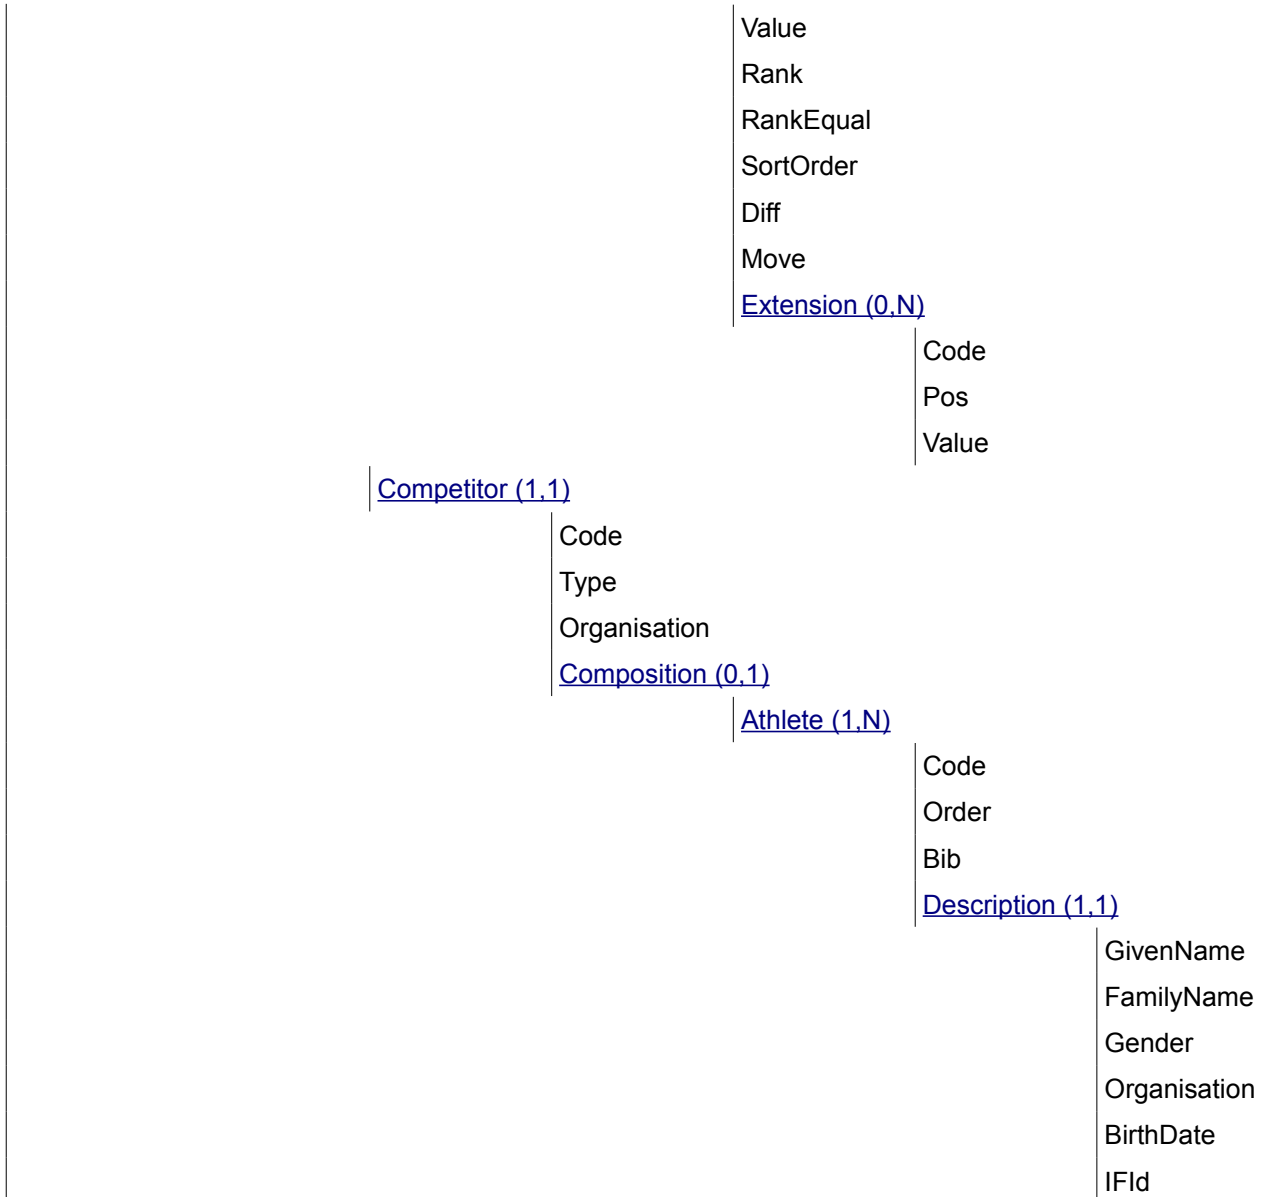 Value
Rank
RankEqual
SortOrder
Diff
Move
Extension (0,N)
Code
Pos
Value
Competitor (1,1)
Code
Type
Organisation
Composition (0,1)
Athlete (1,N)
Code
Order
Bib
Description (1,1)
GivenName
FamilyName
Gender
Organisation
BirthDate
IFId